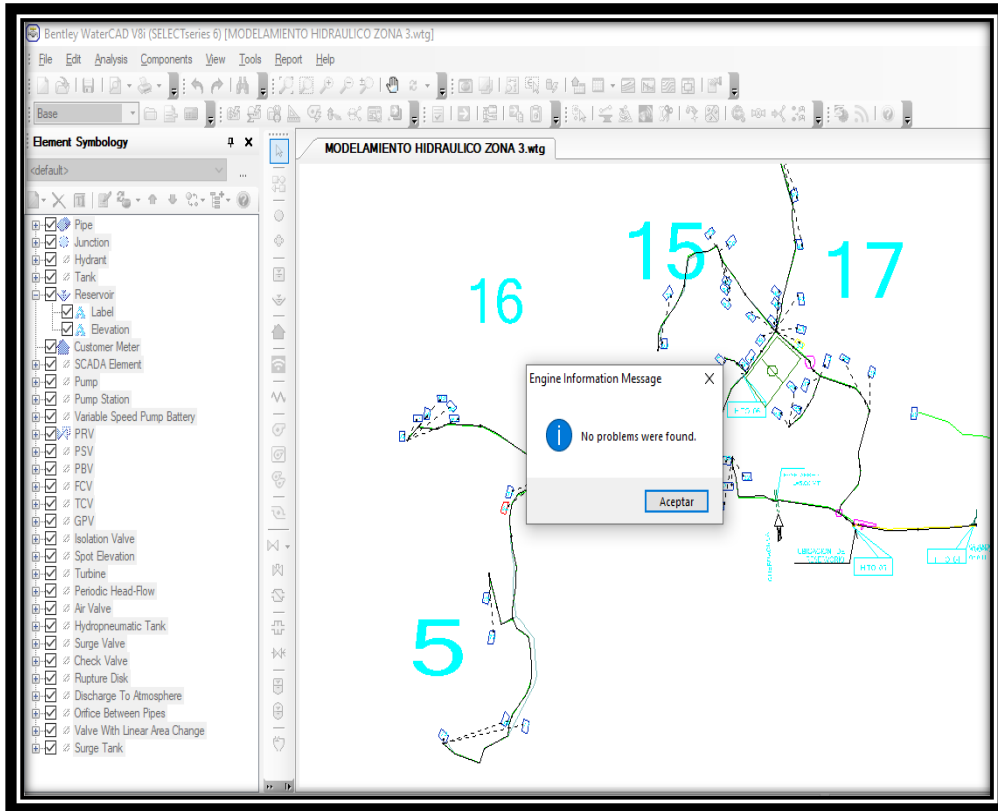 Bentley WaterCAD V8i (SELECTseries 6) [MODELAMIENTO HIDRAULICO ZONA 3.wtg]
File Edit Analysis Components View Tools Report Help
Base
Element Symbology
<default>
MODELAMIENTO HIDRAULICO ZONA 3.wtg
Pipe
Junction
Hydrant
Tank
Reservoir
Label
Elevation
Customer Meter
SCADA Element
Pump
Pump Station
Variable Speed Pump Battery
PRV
PSV
PBV
FCV
TCV
GPV
Isolation Valve
Spot Elevation
Turbine
Periodic Head-Flow
Air Valve
Hydropneumatic Tank
Surge Valve
Check Valve
Rupture Disk
Discharge To Atmosphere
Orifice Between Pipes
Valve With Linear Area Change
Surge Tank
15
17
16
5
Engine Information Message
No problems were found.
Aceptar
UBICACION DE